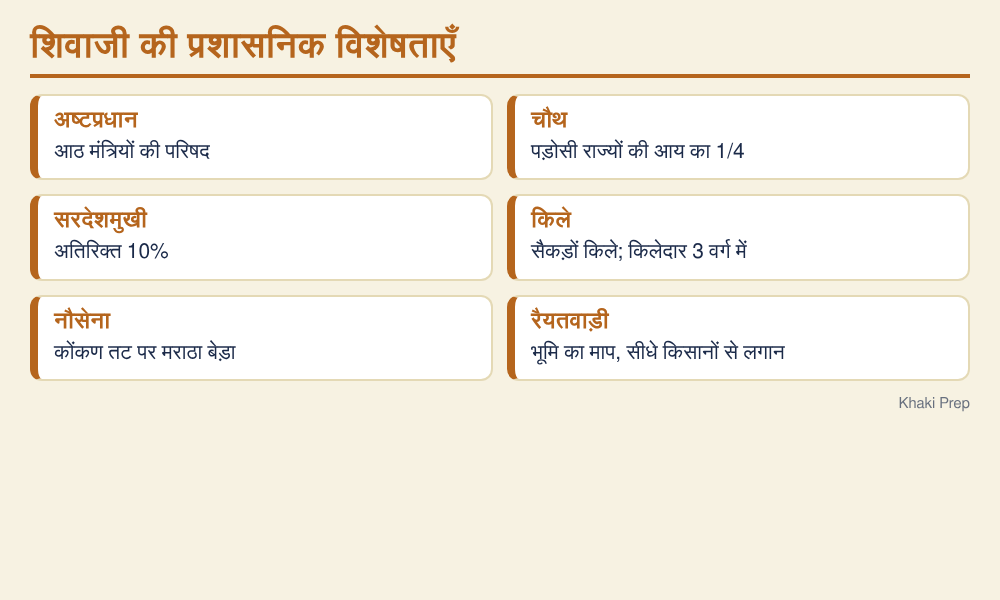 शिवाजी की प्रशासनिक विशेषताएँ
अष्टप्रधान
आठ मंत्रियों की परिषद
चौथ
पड़ोसी राज्यों की आय का 1/4
सरदेशमुखी
अतिरिक्त 10%
किले
सैकड़ों किले; किलेदार 3 वर्ग में
नौसेना
कोंकण तट पर मराठा बेड़ा
रैयतवाड़ी
भूमि का माप, सीधे किसानों से लगान
Khaki Prep